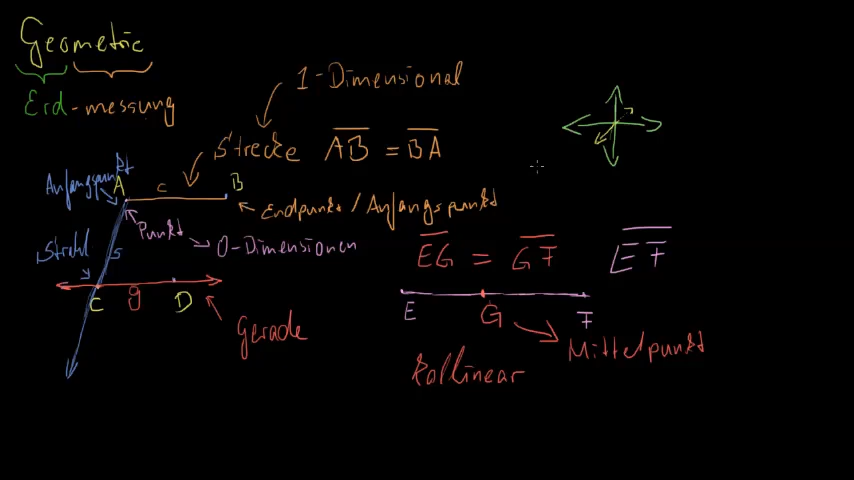 Geometrie
Erd-messung
1-Dimensional
Strecke AB = BA
Anfangspunkt
A
c
B
Endpunkt / Anfangspunkt
Punkt
0-Dimensionen
Strahl
s
C
g
D
Gerade
EG = GF
EF
E
G
F
Mittelpunkt
kollinear